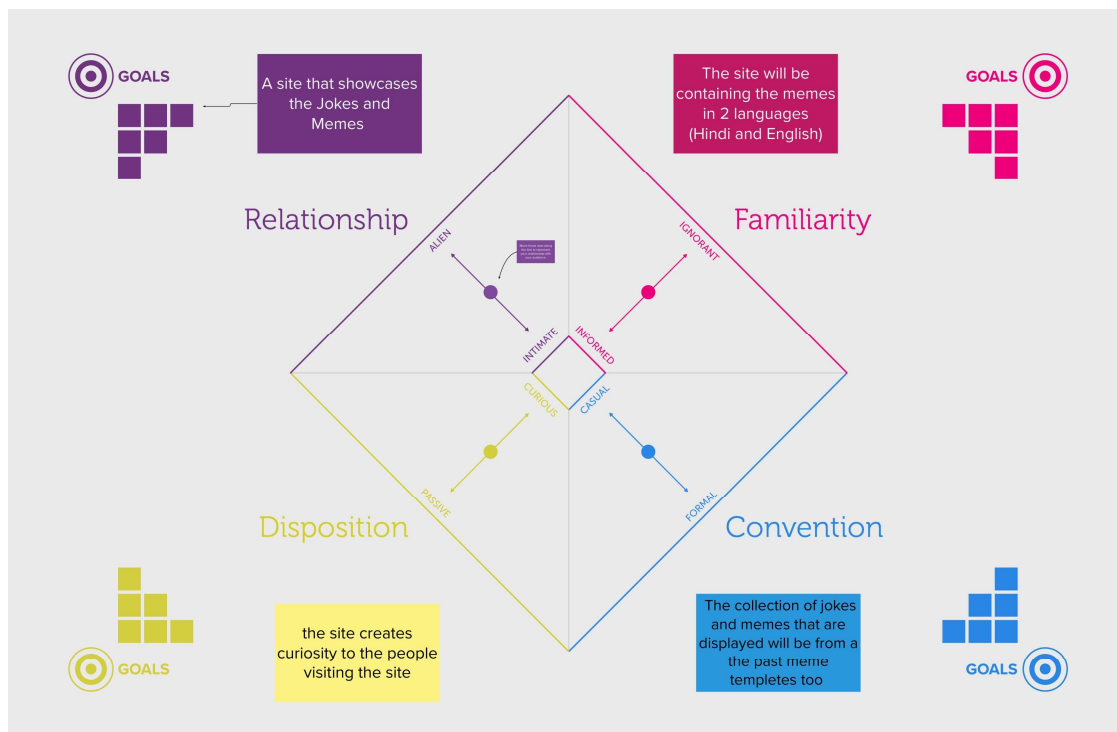 GOALS
A site that showcases
the Jokes and
Memes
The site will be
containing the memes
in 2 languages
(Hindi and English)
GOALS
Relationship
Familiarity
ALIEN
IGNORANT
INTIMATE
INFORMED
CURIOUS
CASUAL
PASSIVE
FORMAL
Disposition
Convention
the site creates
curiosity to the people
visiting the site
The collection of jokes
and memes that are
displayed will be from a
the past meme
templetes too
GOALS
GOALS